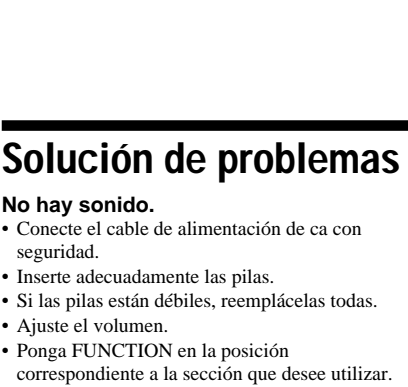 Solución de problemas
No hay sonido.
• Conecte el cable de alimentación de ca con
seguridad.
• Inserte adecuadamente las pilas.
• Si las pilas están débiles, reemplácelas todas.
• Ajuste el volumen.
• Ponga FUNCTION en la posición
correspondiente a la sección que desee utilizar.